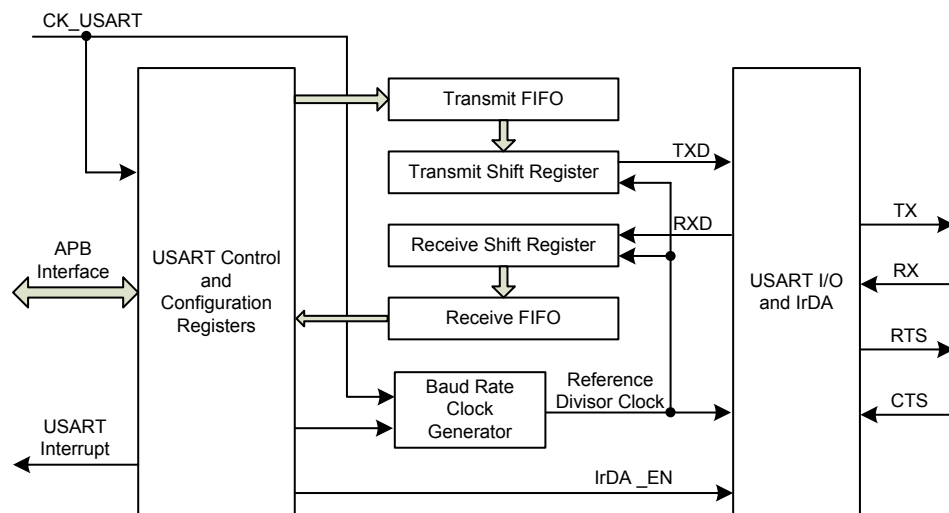 CK_USART
Transmit FIFO
TXD
Transmit Shift Register
RXD
Receive Shift Register
TX
APB
Interface
USART Control
and
Configuration
Registers
USART I/O
and IrDA
RX
Receive FIFO
RTS
Baud Rate
Clock
Generator
Reference
Divisor Clock
CTS
USART
Interrupt
IrDA _EN